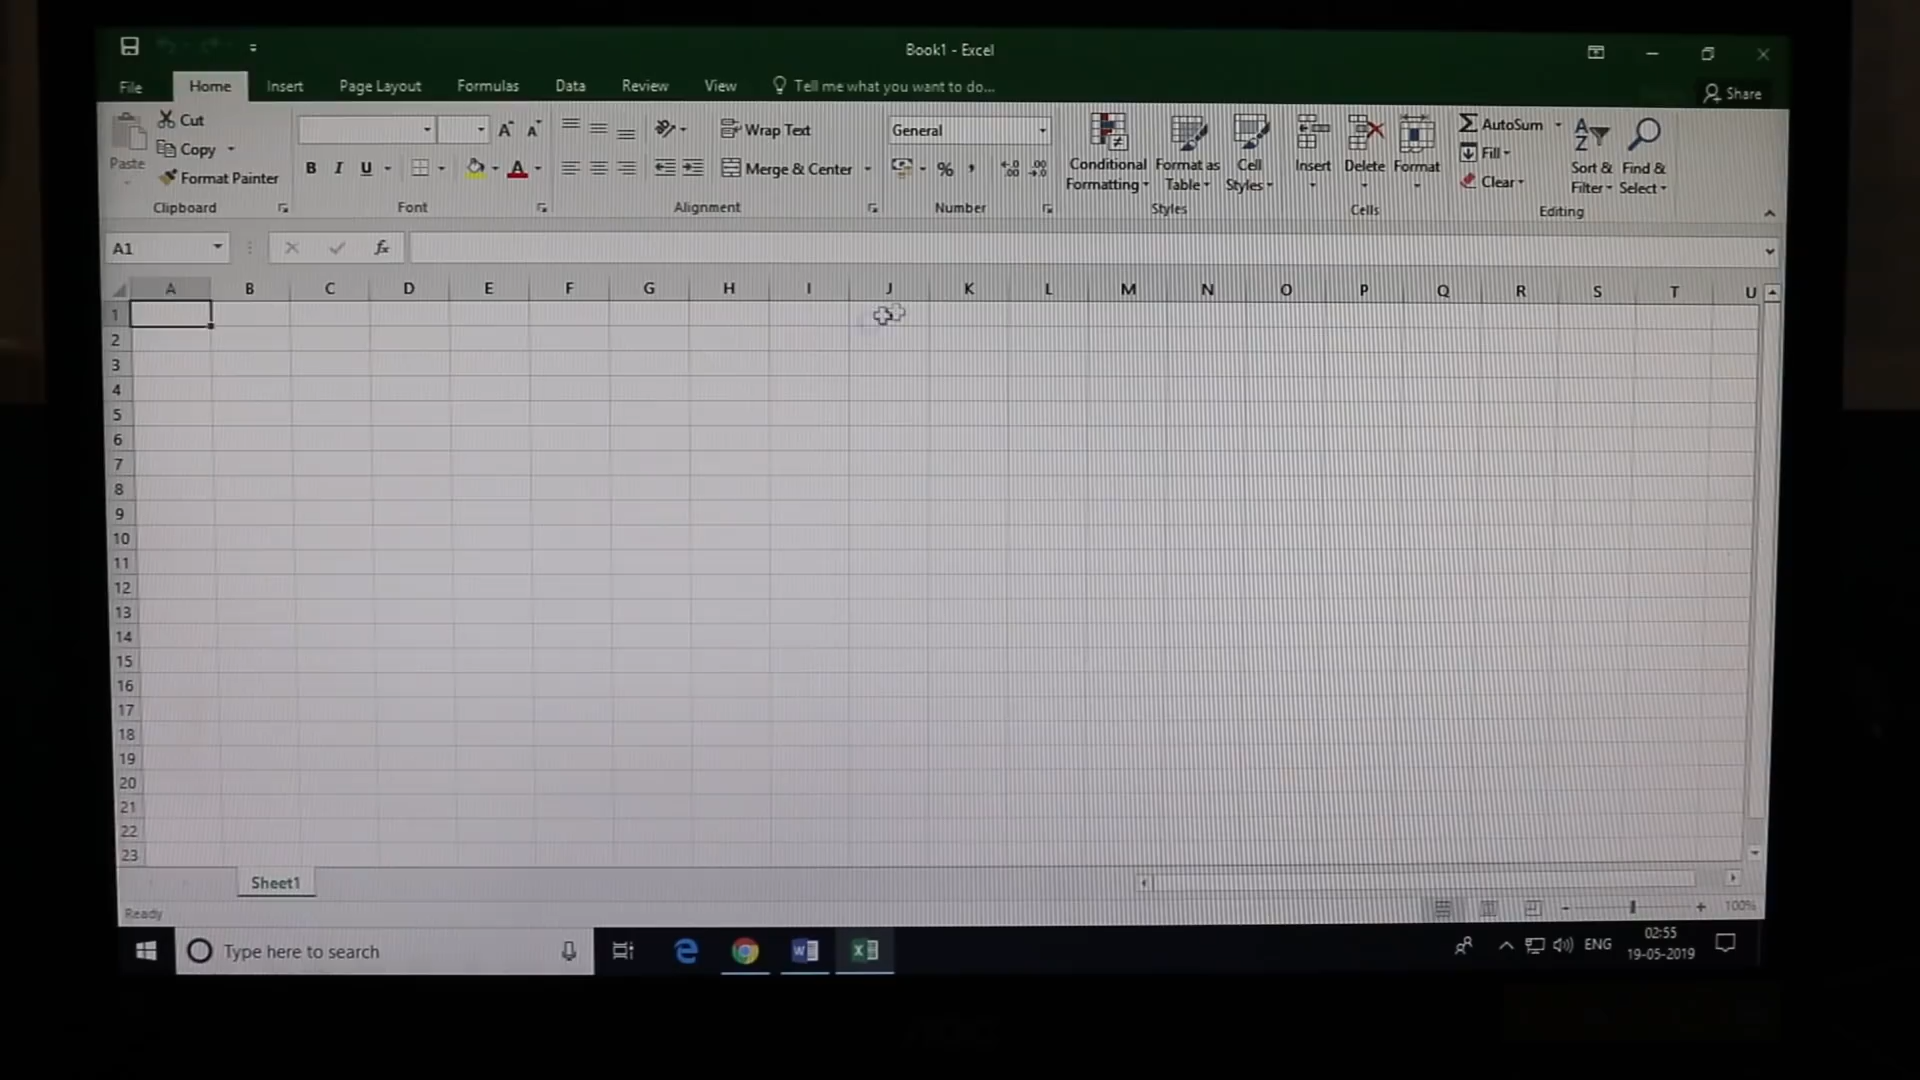 Book1 - Excel
File Home Insert Page Layout Formulas Data Review View Tell me what you want to do... Share
Cut
Copy
Paste
Format Painter
Clipboard
B I U A
Font
Wrap Text
Merge & Center
Alignment
General
%
Number
Conditional Formatting
Format as Table
Cell Styles
Styles
Insert Delete Format
Cells
AutoSum
Fill
Clear
Sort & Filter
Find & Select
Editing
A1 fx
A B C D E F G H I J K L M N O P Q R S T U
1
2
3
4
5
6
7
8
9
10
11
12
13
14
15
16
17
18
19
20
21
22
23
Sheet1
Ready 100%
Type here to search
ENG
02:55
19-05-2019